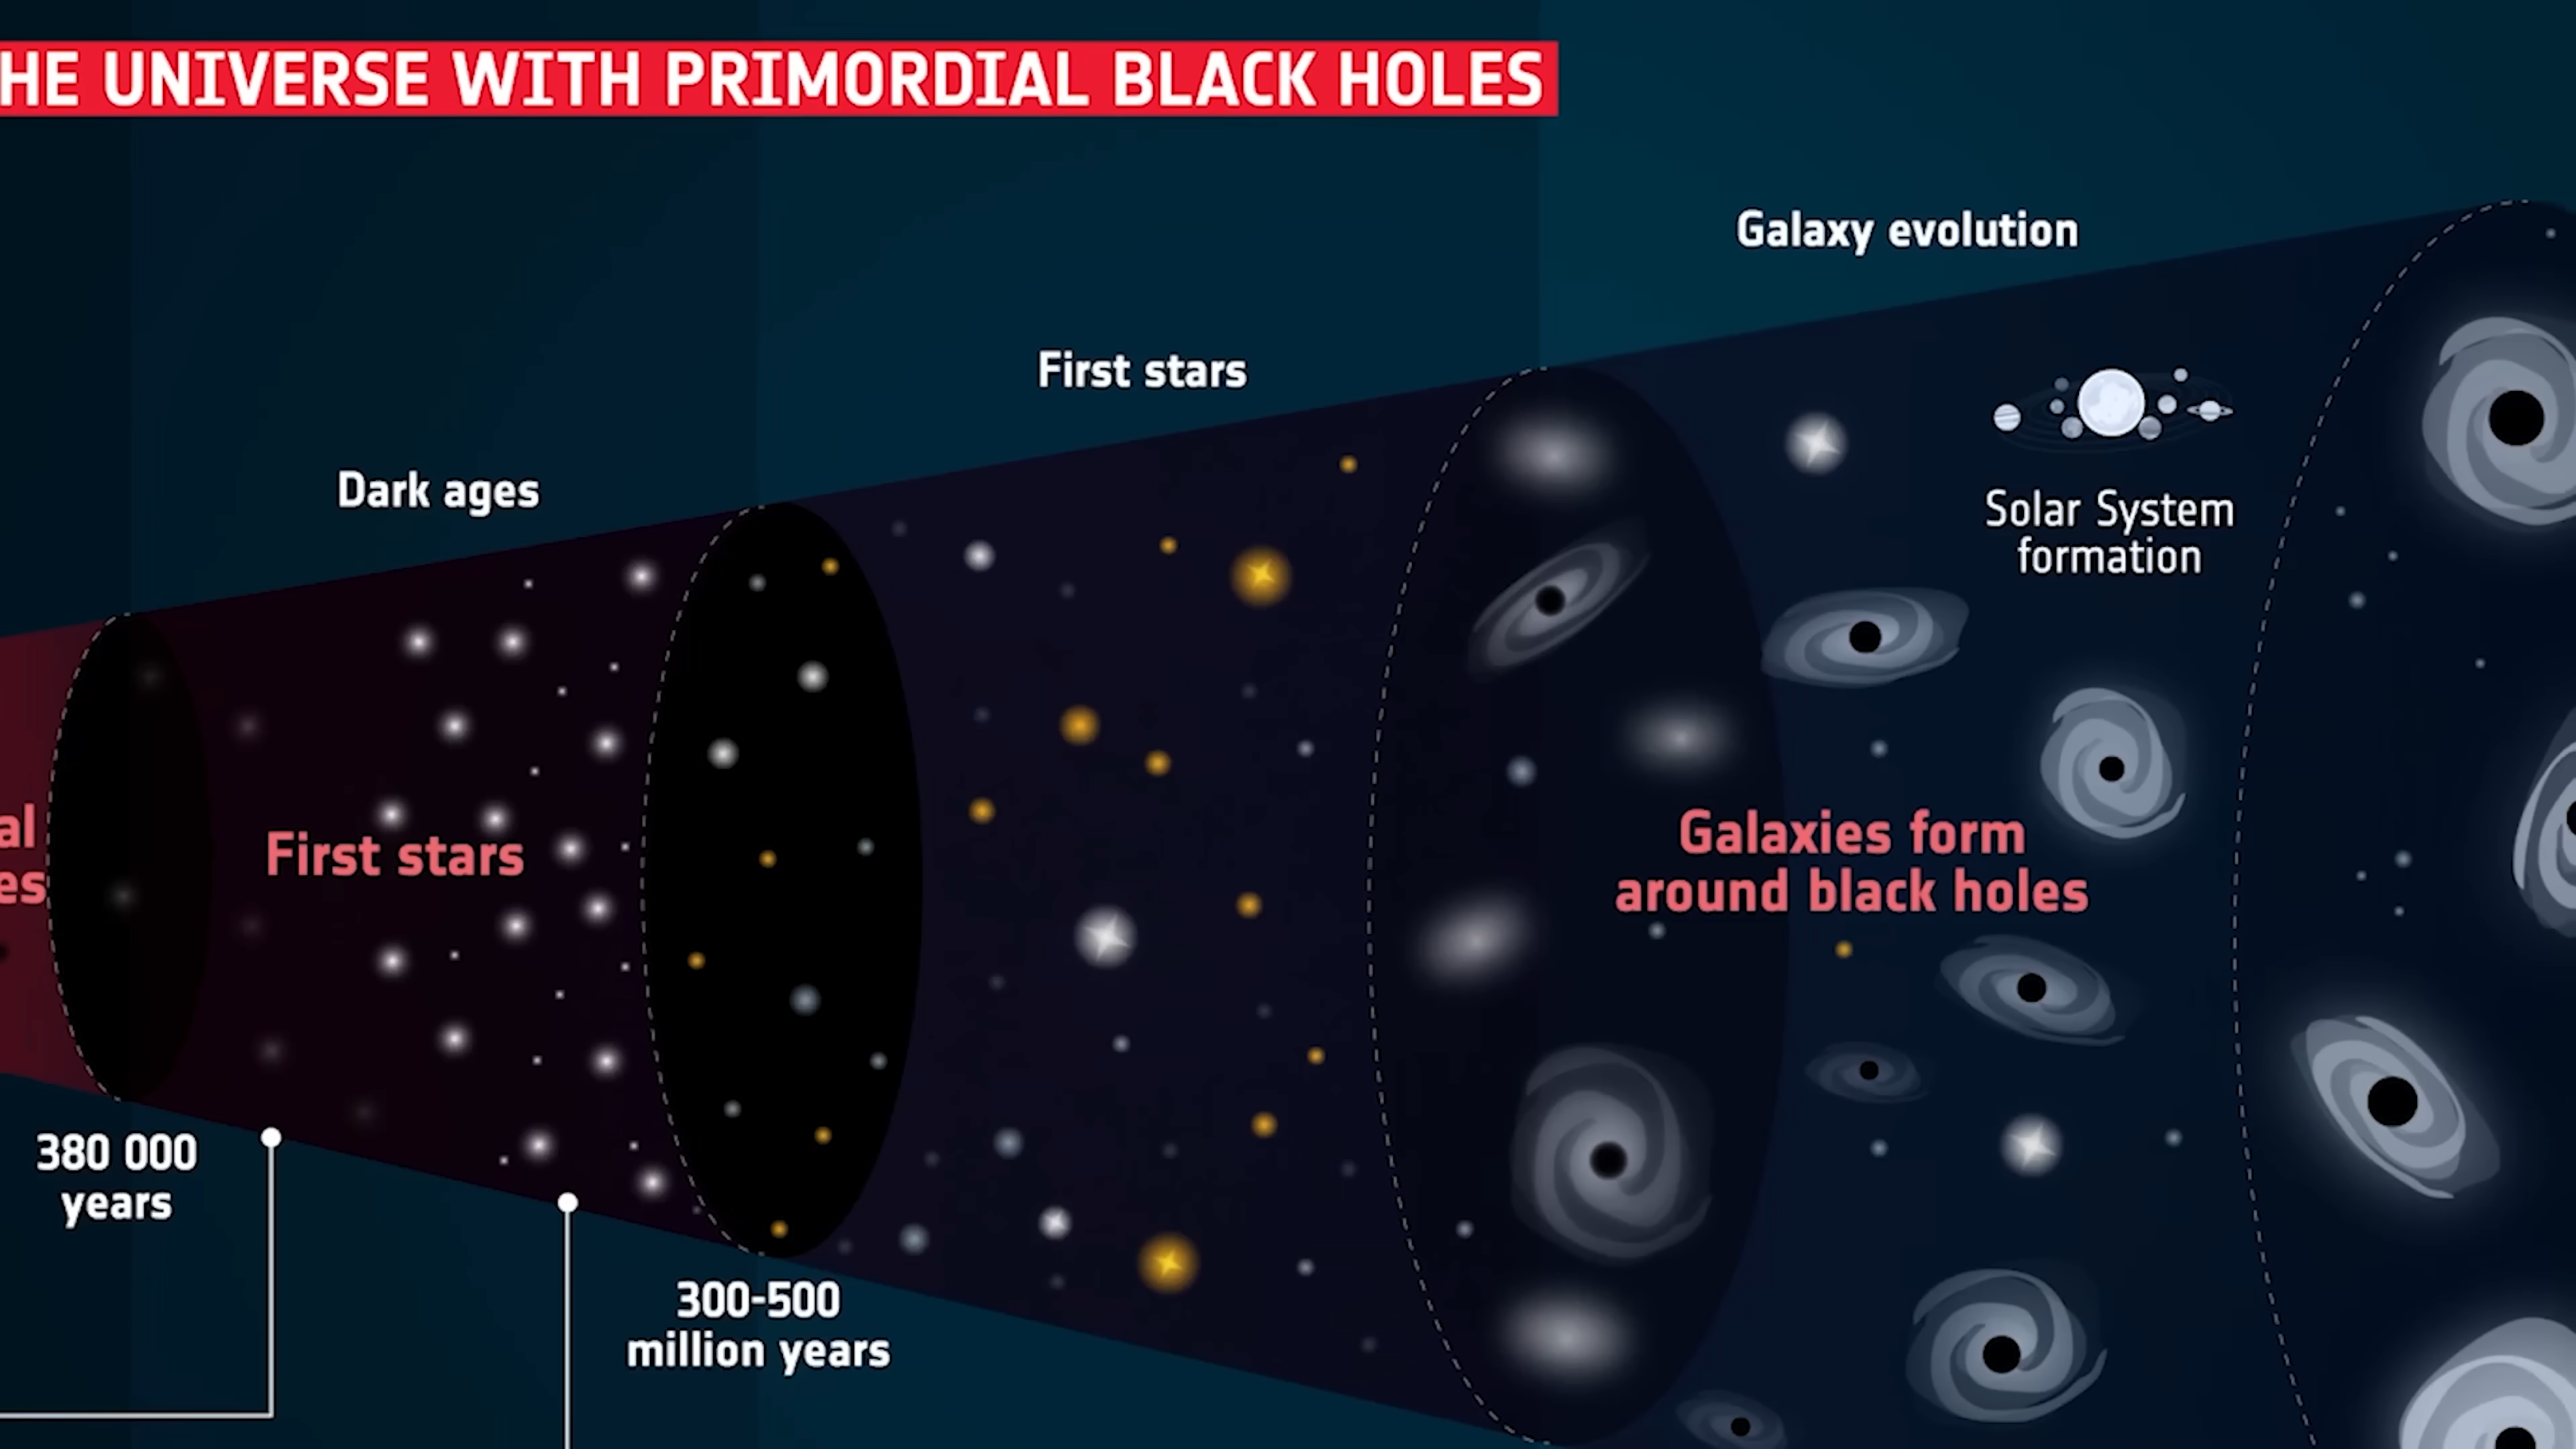 HE UNIVERSE WITH PRIMORDIAL BLACK HOLES
Galaxy evolution
First stars
Dark ages
Solar System
formation
al
es
First stars
Galaxies form
around black holes
380 000
years
300-500
million years